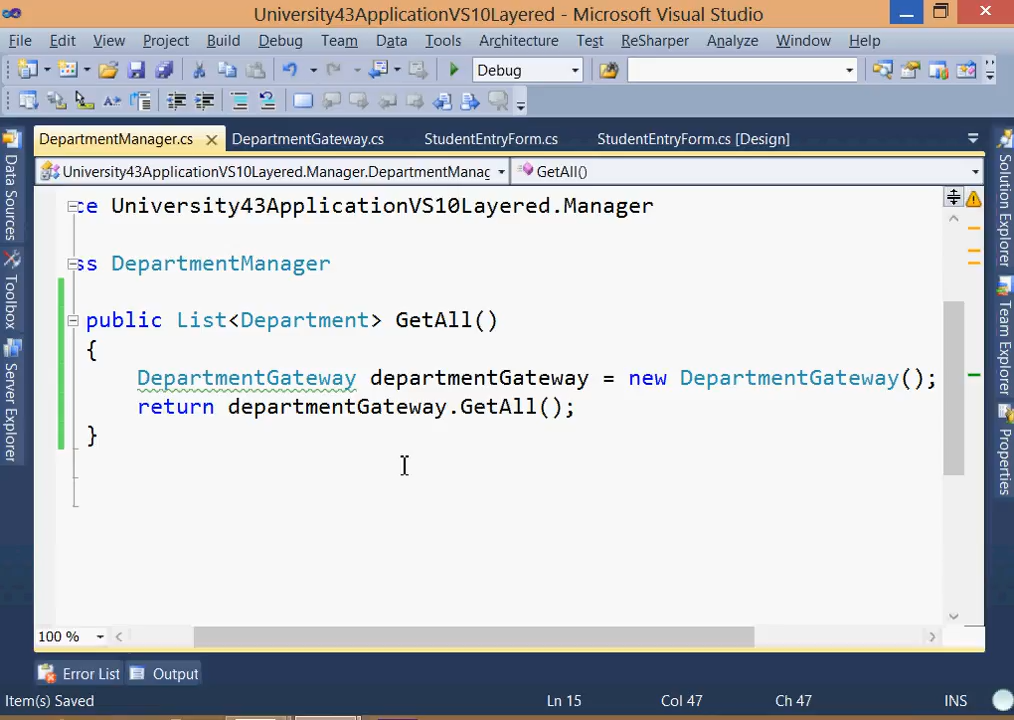 University43ApplicationVS10Layered - Microsoft Visual Studio
File Edit View Project Build Debug Team Data Tools Architecture Test ReSharper Analyze Window Help
Debug
DepartmentManager.cs DepartmentGateway.cs StudentEntryForm.cs StudentEntryForm.cs [Design]
University43ApplicationVS10Layered.Manager.DepartmentManag GetAll()
ce University43ApplicationVS10Layered.Manager
ss DepartmentManager
public List<Department> GetAll()
{
DepartmentGateway departmentGateway = new DepartmentGateway();
return departmentGateway.GetAll();
}
100 %
Error List Output
Item(s) Saved Ln 15 Col 47 Ch 47 INS
Data Sources
Toolbox
Server Explorer
Solution Explorer
Team Explorer
Properties